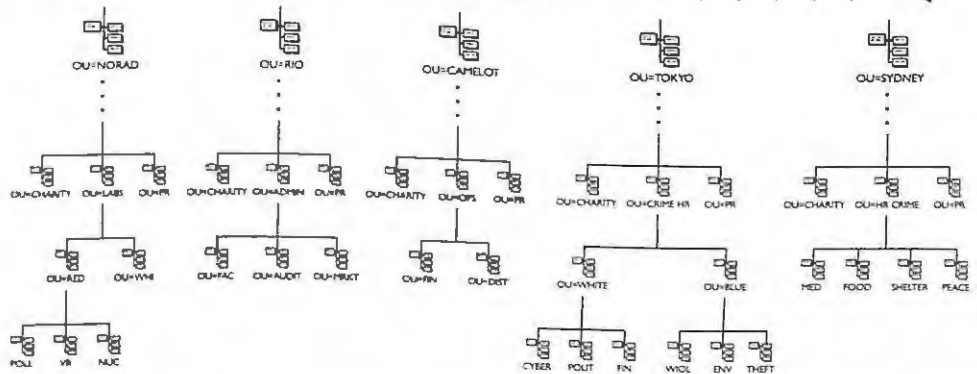 OU=NORAD OU=RIO OU=CAMELOT OU=TOKYO OU=SYDNEY
OU=CHARITY OU=LABS OU=PR OU=CHARITY OU=ADMIN OU=PR OU=CHARITY OU=OPS OU=PR OU=CHARITY OU=CRIME HR OU=PR OU=CHARITY OU=HR CRIME OU=PR
OU=RED OU=WHI OU=FAC OU=AUDIT OU=MRKT OU=FIN OU=DIST OU=WHITE OU=BLUE MED FOOD SHELTER PEACE
POLL VR NUC CYBER POLIT FIN VIOL ENV THEFT